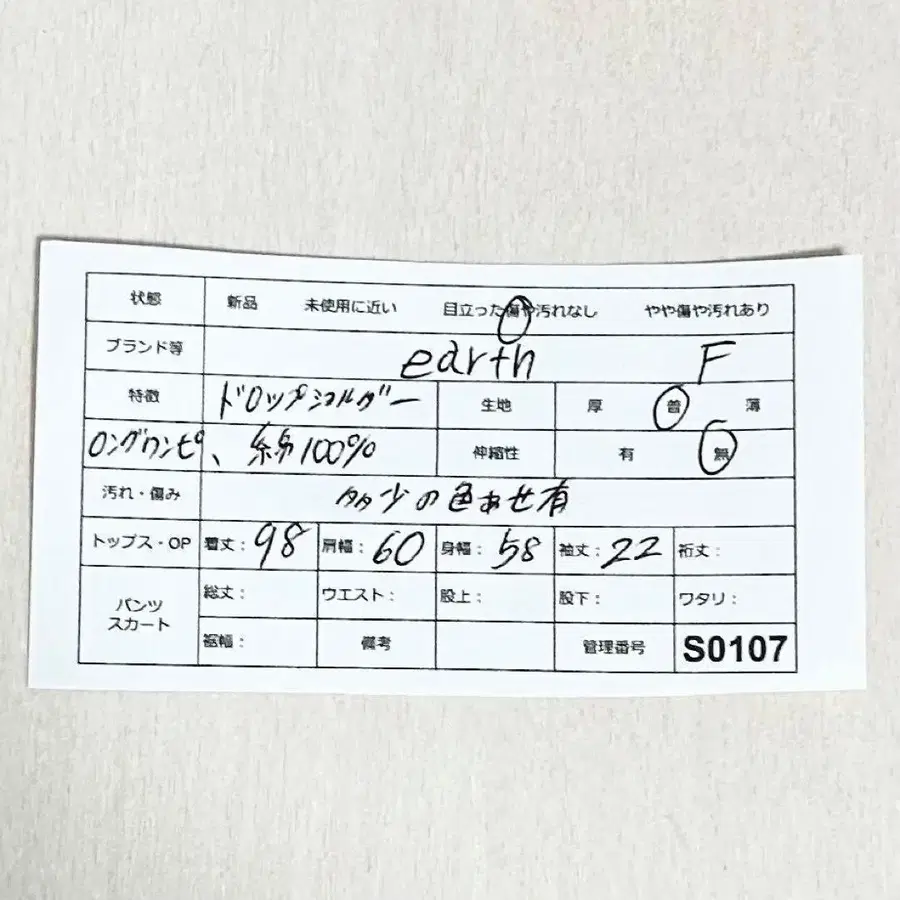 状態 新品 未使用に近い 目立った傷や汚れなし やや傷や汚れあり
ブランド等 earth F
特徴 ドロップショルダー 生地 厚 普 薄
ロングワンピ、綿100% 伸縮性 有 無
汚れ・傷み 多少の色あせ有
トップス・OP 着丈：98 肩幅：60 身幅：58 袖丈：22 裄丈：
パンツ スカート 総丈： ウエスト： 股上： 股下： ワタリ：
裾幅： 備考 管理番号 S0107